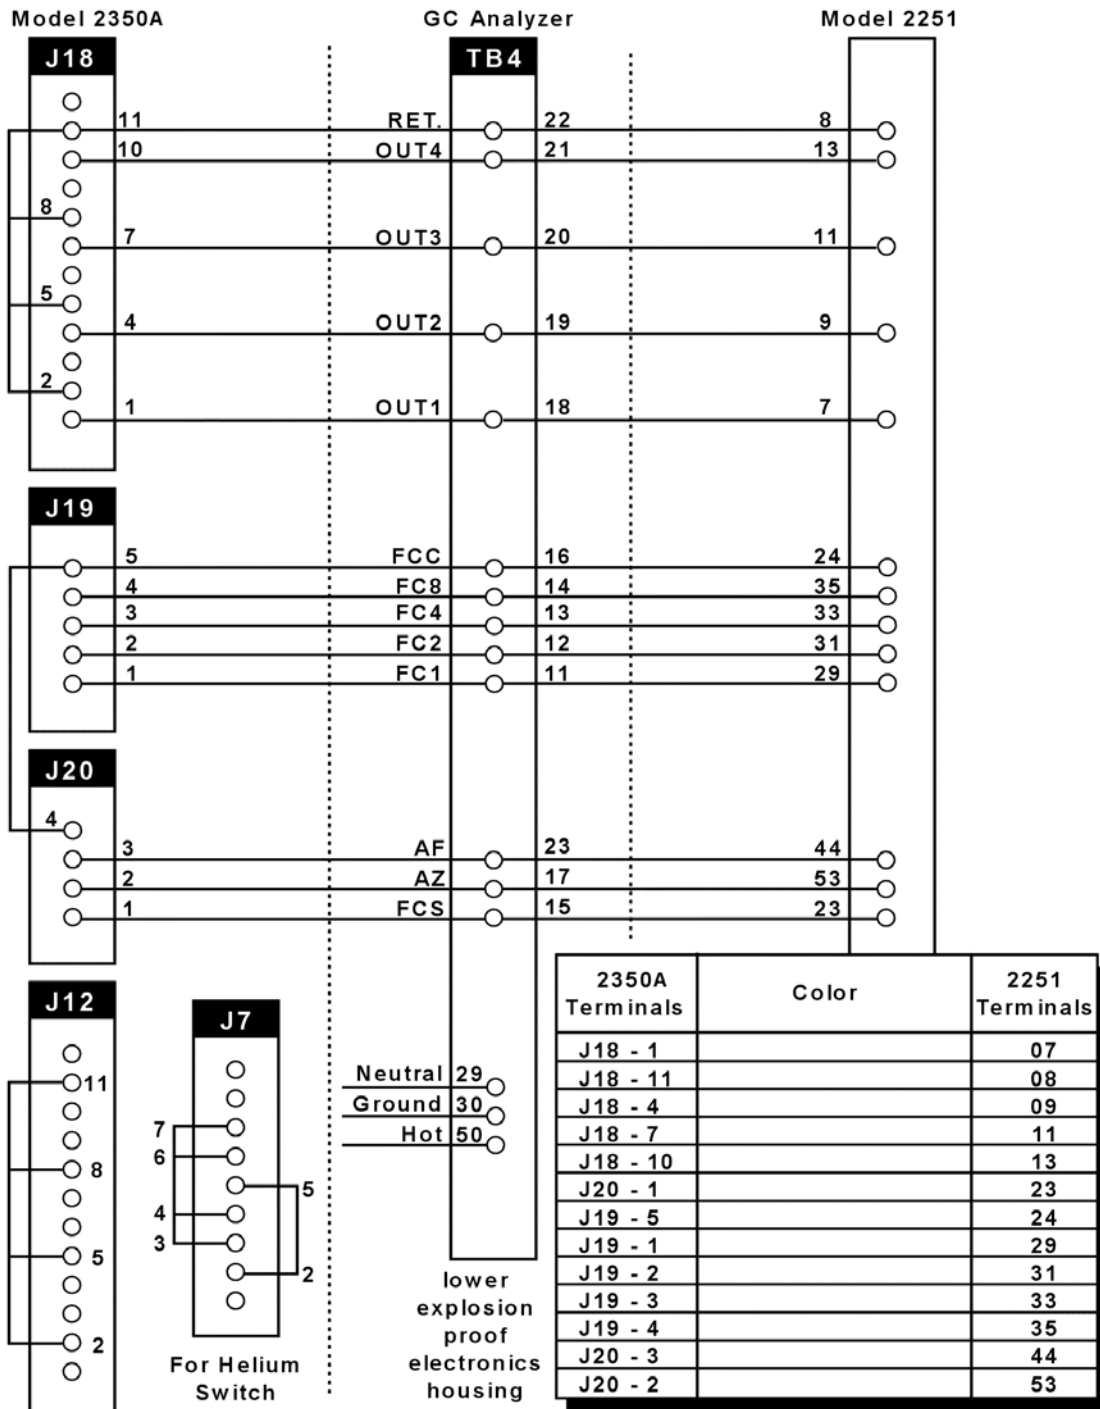 Model 2350A GC Analyzer Model 2251
J18 TB4
11 RET. 22 8
10 OUT4 21 13
8
7 OUT3 20 11
5
4 OUT2 19 9
2
1 OUT1 18 7
J19
5 FCC 16 24
4 FC8 14 35
3 FC4 13 33
2 FC2 12 31
1 FC1 11 29
J20
4
3 AF 23 44
2 AZ 17 53
1 FCS 15 23
J12
11
8
5
2
J7
7
6
5
4
3
2
For Helium
Switch
Neutral 29
Ground 30
Hot 50
lower
explosion
proof
electronics
housing
2350A
Terminals
Color
2251
Terminals
J18 - 1 07
J18 - 11 08
J18 - 4 09
J18 - 7 11
J18 - 10 13
J20 - 1 23
J19 - 5 24
J19 - 1 29
J19 - 2 31
J19 - 3 33
J19 - 4 35
J20 - 3 44
J20 - 2 53